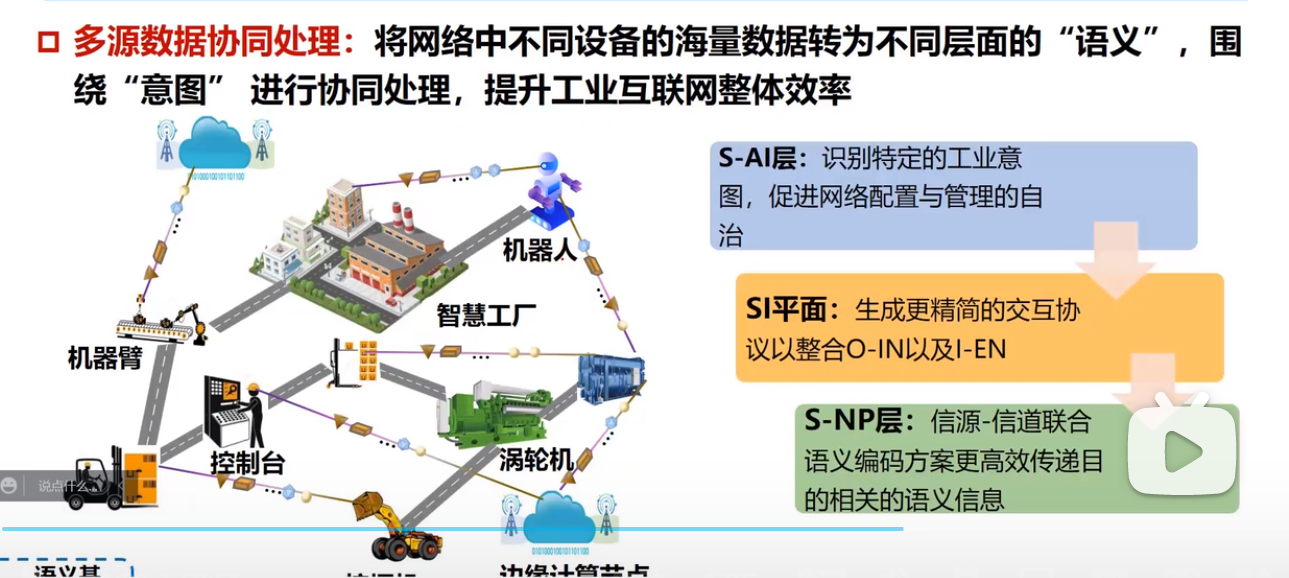 多源数据协同处理：将网络中不同设备的海量数据转为不同层面的“语义”，围
绕“意图” 进行协同处理，提升工业互联网整体效率
01010001001011011​00
机器人
智慧工厂
机器臂
控制台
涡轮机
说点什么...
边缘计算节点
语义基
S-AI层：识别特定的工业意
图，促进网络配置与管理的自
治
SI平面：生成更精简的交互协
议以整合O-IN以及I-EN
S-NP层：信源-信道联合
语义编码方案更高效传递目
的相关的语义信息